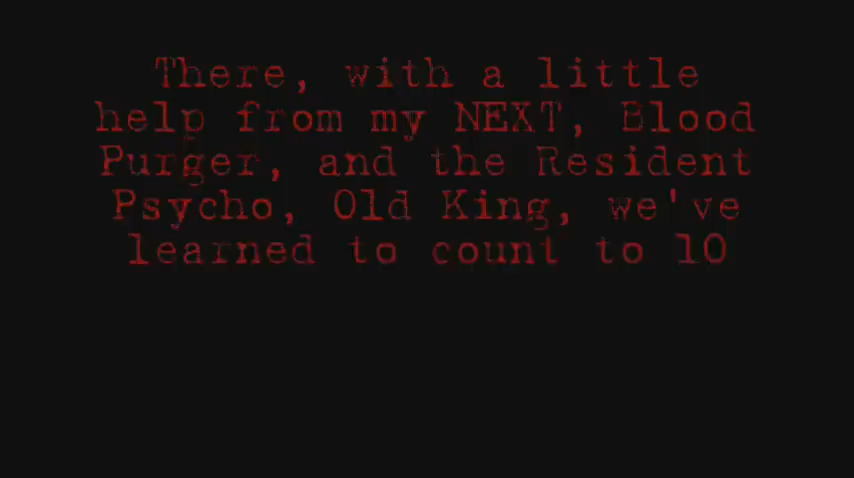 There, with a little
help from my NEXT, Blood
Purger, and the Resident
Psycho, Old King, we've
learned to count to 10